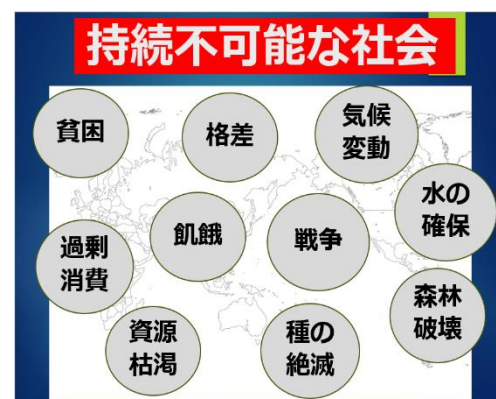 持続不可能な社会
貧困
格差
気候
変動
水の
確保
過剰
消費
飢餓
戦争
森林
破壊
資源
枯渇
種の
絶滅